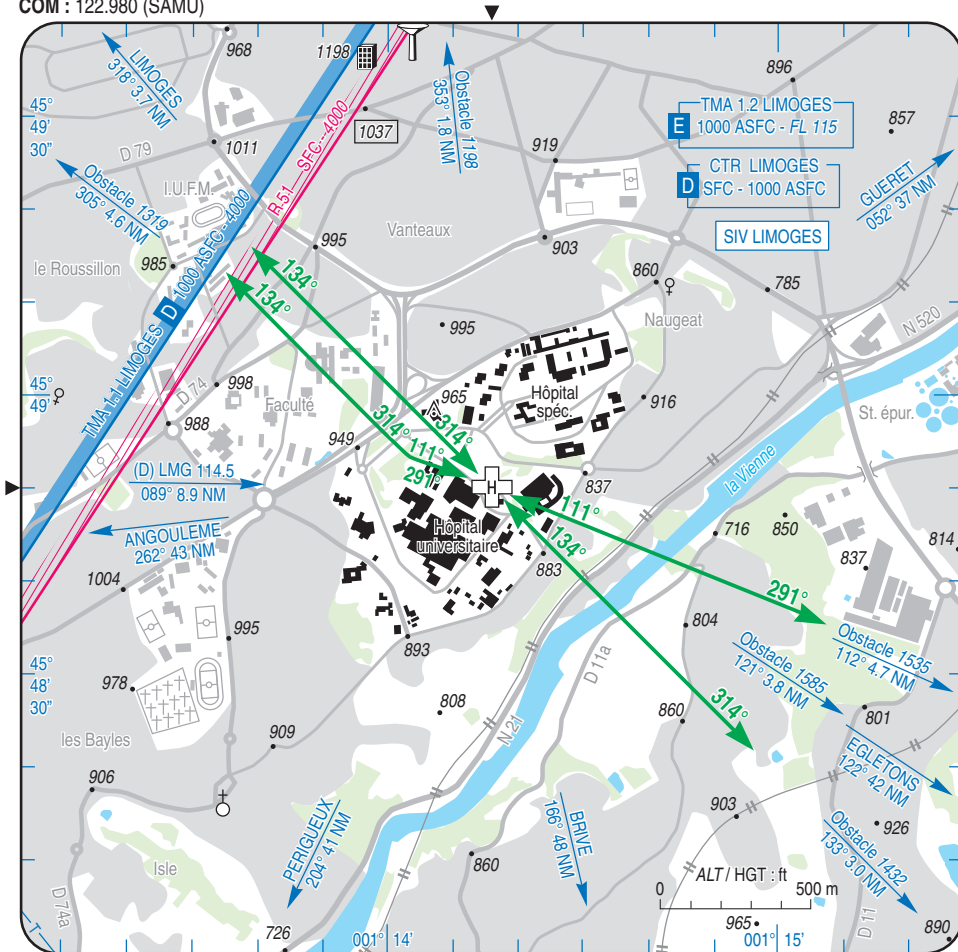 COM : 122.980 (SAMU)
968
1198
LIMOGES
318° 3.7 NM
Obstacle 1198
353° 1.8 NM
896
45°
49'
30"
1037
SFC---4000
R-51
TMA 1.2 LIMOGES
E 1000 ASFC - FL 115
857
D 79
1011
919
CTR LIMOGES
D SFC - 1000 ASFC
GUERET
052° 37 NM
Obstacle 1319
305° 4.6 NM
I.U.F.M.
Vanteaux
903
SIV LIMOGES
995
le Roussillon
985
134°
134°
860
785
995
Naugeat
N 520
TMA 1.1 LIMOGES D 1000 ASFC - 4000
45°
49'
D 74
998
Faculté
965
Hôpital
spéc.
916
St. épur.
988
949
314°
314°
111°
291°
(D) LMG 114.5
089° 8.9 NM
H
837
la Vienne
111°
134°
716
850
ANGOULEME
262° 43 NM
Hôpital
universitaire
883
837
814
1004
291°
995
893
804
Obstacle 1535
112° 4.7 NM
Obstacle 1585
121° 3.8 NM
45°
48'
30"
978
D 11a
314°
808
860
801
les Bayles
909
N 21
EGLETONS
122° 42 NM
906
PERIGUEUX
204° 41 NM
BRIVE
166° 48 NM
903
926
Obstacle 1432
133° 3.0 NM
Isle
860
ALT / HGT : ft
0 500 m
D 74a
965
D 11
890
726
001° 14'
001° 15'
T